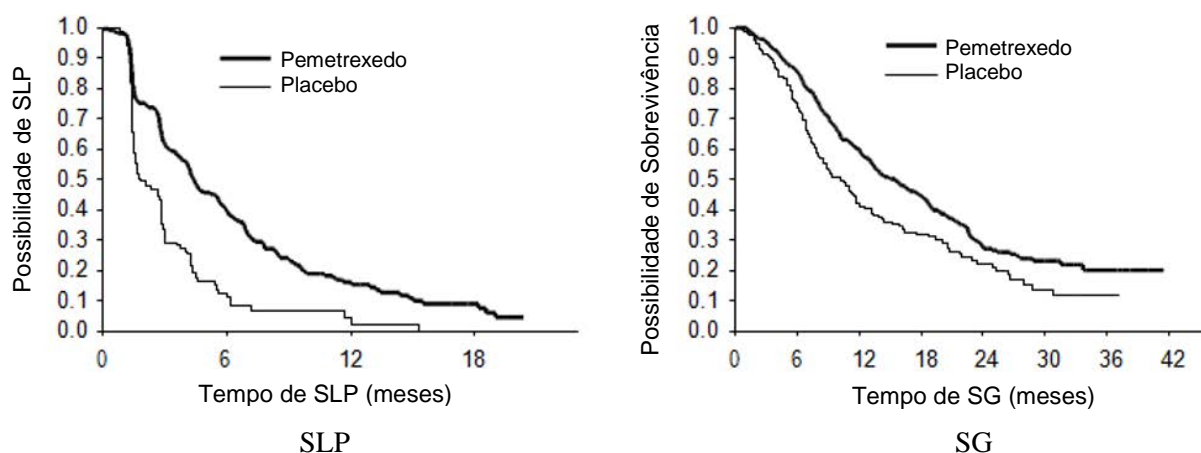 Possibilidade de SLP
1.0
0.9
0.8
0.7
0.6
0.5
0.4
0.3
0.2
0.1
0.0
Pemetrexedo
Placebo
0 6 12 18
Tempo de SLP (meses)
SLP
Possibilidade de Sobrevivência
1.0
0.9
0.8
0.7
0.6
0.5
0.4
0.3
0.2
0.1
0.0
Pemetrexedo
Placebo
0 6 12 18 24 30 36 42
Tempo de SG (meses)
SG